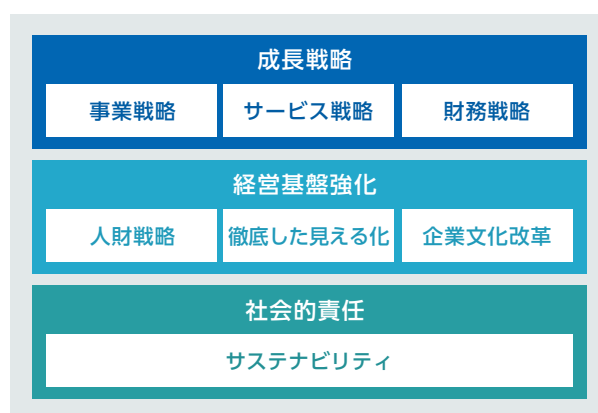 成長戦略
事業戦略 サービス戦略 財務戦略
経営基盤強化
人財戦略 徹底した見える化 企業文化改革
社会的責任
サステナビリティ